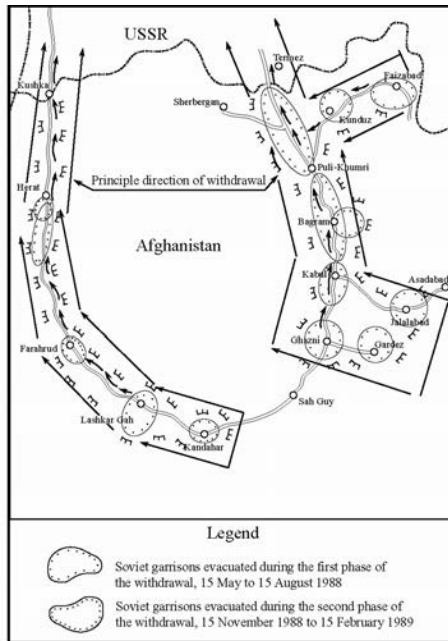 USSR
Termez
Kushka
Faizabad
Sherbergan
Kunduz
Puli-Khumri
Principle direction of withdrawal
Herat
Bagram
Afghanistan
Kabul
Asadabad
Jalalabad
Ghazni
Gardez
Farahrud
Sah Guy
Lashkar Gah
Kandahar
Legend
Soviet garrisons evacuated during the first phase of
the withdrawal, 15 May to 15 August 1988
Soviet garrisons evacuated during the second phase of
the withdrawal, 15 November 1988 to 15 February 1989